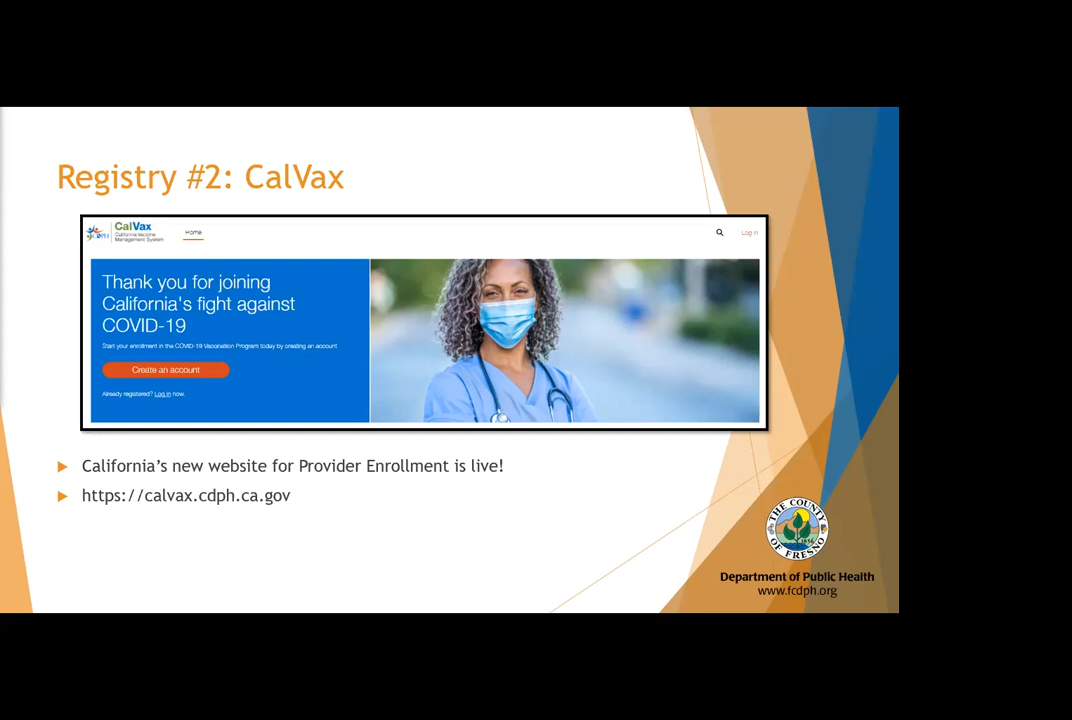 Registry #2: CalVax
CDPH
CalVax
California Vaccine
Management System
Home
Log in
Thank you for joining
California's fight against
COVID-19
Start your enrollment in the COVID-19 Vaccination Program today by creating an account.
Create an account
Already registered? Log in now.
California’s new website for Provider Enrollment is live!
https://calvax.cdph.ca.gov
THE COUNTY
OF FRESNO
1856
Department of Public Health
www.fcdph.org